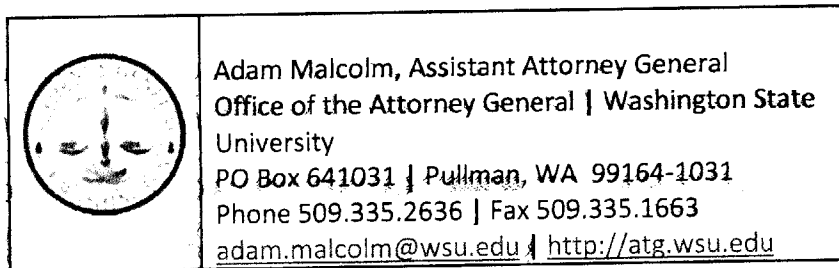 Adam Malcolm, Assistant Attorney General
Office of the Attorney General | Washington State
University
PO Box 641031 | Pullman, WA 99164-1031
Phone 509.335.2636 | Fax 509.335.1663
adam.malcolm@wsu.edu | http://atg.wsu.edu